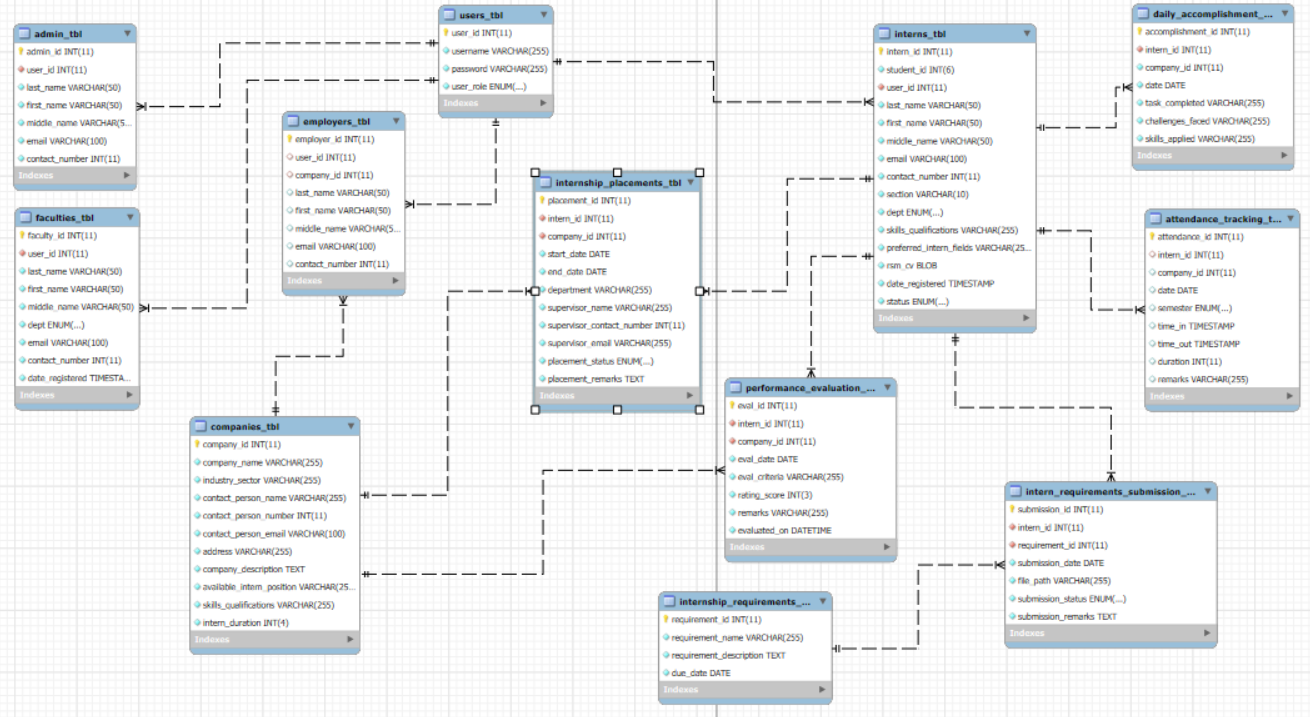 admin_tbl
admin_id INT(11)
user_id INT(11)
last_name VARCHAR(50)
first_name VARCHAR(50)
middle_name VARCHAR(5...
email VARCHAR(100)
contact_number INT(11)
Indexes
faculties_tbl
faculty_id INT(11)
user_id INT(11)
last_name VARCHAR(50)
first_name VARCHAR(50)
middle_name VARCHAR(50)
dept ENUM(...)
email VARCHAR(100)
contact_number INT(11)
date_registered TIMESTA...
Indexes
users_tbl
user_id INT(11)
username VARCHAR(255)
password VARCHAR(255)
user_role ENUM(...)
Indexes
employers_tbl
employer_id INT(11)
user_id INT(11)
company_id INT(11)
last_name VARCHAR(50)
first_name VARCHAR(50)
middle_name VARCHAR(5...
email VARCHAR(100)
contact_number INT(11)
Indexes
companies_tbl
company_id INT(11)
company_name VARCHAR(255)
industry_sector VARCHAR(255)
contact_person_name VARCHAR(255)
contact_person_number INT(11)
contact_person_email VARCHAR(100)
address VARCHAR(255)
company_description TEXT
available_intern_position VARCHAR(25...
skills_qualifications VARCHAR(255)
intern_duration INT(4)
Indexes
internship_placements_tbl
placement_id INT(11)
intern_id INT(11)
company_id INT(11)
start_date DATE
end_date DATE
department VARCHAR(255)
supervisor_name VARCHAR(255)
supervisor_contact_number INT(11)
supervisor_email VARCHAR(255)
placement_status ENUM(...)
placement_remarks TEXT
Indexes
interns_tbl
intern_id INT(11)
student_id INT(6)
user_id INT(11)
last_name VARCHAR(50)
first_name VARCHAR(50)
middle_name VARCHAR(50)
email VARCHAR(100)
contact_number INT(11)
section VARCHAR(10)
dept ENUM(...)
skills_qualifications VARCHAR(255)
preferred_intern_fields VARCHAR(25...
rsm_cv BLOB
date_registered TIMESTAMP
status ENUM(...)
Indexes
daily_accomplishment_...
accomplishment_id INT(11)
intern_id INT(11)
company_id INT(11)
date DATE
task_completed VARCHAR(255)
challenges_faced VARCHAR(255)
skills_applied VARCHAR(255)
Indexes
attendance_tracking_t...
attendance_id INT(11)
intern_id INT(11)
company_id INT(11)
date DATE
semester ENUM(...)
time_in TIMESTAMP
time_out TIMESTAMP
duration INT(11)
remarks VARCHAR(255)
Indexes
performance_evaluation_...
eval_id INT(11)
intern_id INT(11)
company_id INT(11)
eval_date DATE
eval_criteria VARCHAR(255)
rating_score INT(3)
remarks VARCHAR(255)
evaluated_on DATETIME
Indexes
intern_requirements_submission_...
submission_id INT(11)
intern_id INT(11)
requirement_id INT(11)
submission_date DATE
file_path VARCHAR(255)
submission_status ENUM(...)
submission_remarks TEXT
Indexes
internship_requirements_...
requirement_id INT(11)
requirement_name VARCHAR(255)
requirement_description TEXT
due_date DATE
Indexes